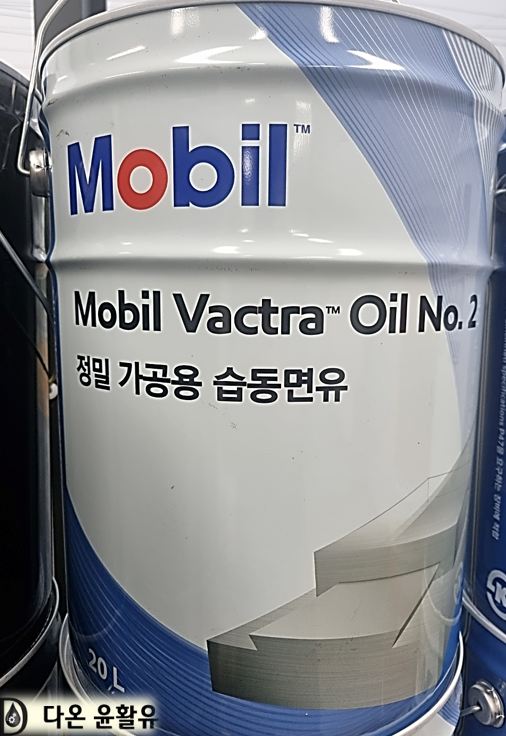 Mobil™
Mobil Vactra™ Oil No. 2
정밀 가공용 습동면유
20 L
다온 윤활유